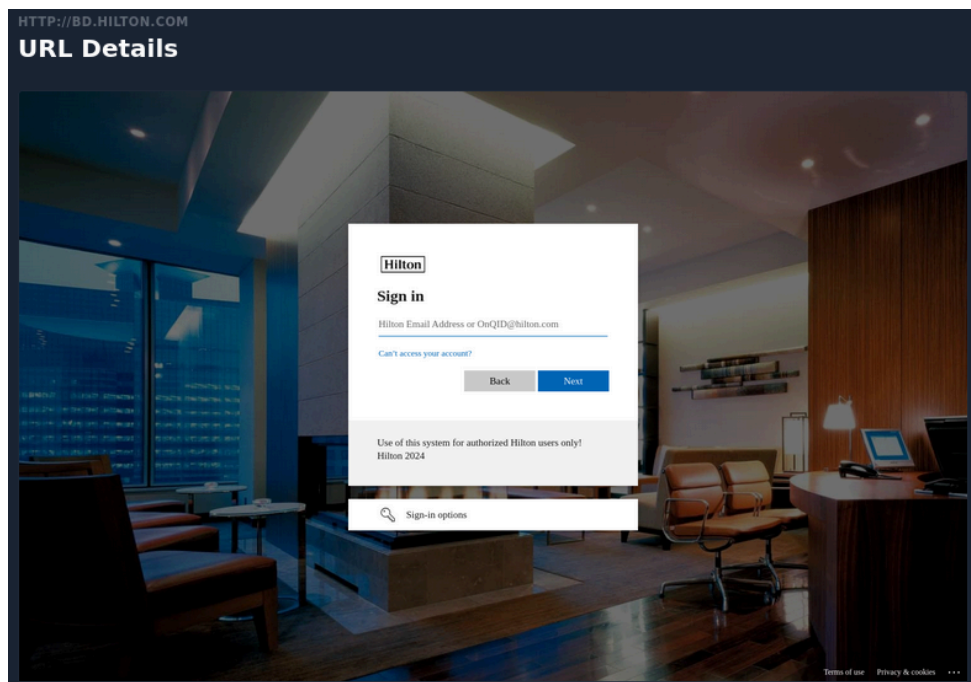 HTTP://BD.HILTON.COM
URL Details
Hilton
Sign in
Hilton Email Address or OnQID@hilton.com
Can't access your account?
Back
Next
Use of this system for authorized Hilton users only!
Hilton 2024
Sign-in options
Terms of use
Privacy & cookies
...